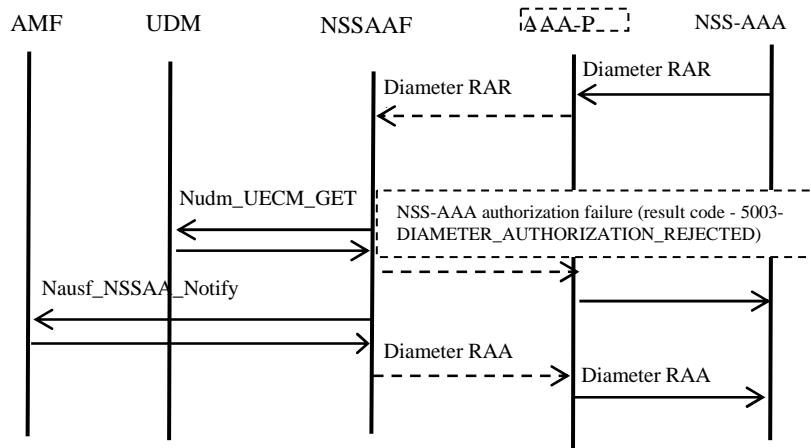 AMF
UDM
NSSAAF
AAA-P
NSS-AAA
Diameter RAR
Diameter RAR
Nudm_UECM_GET
NSS-AAA authorization failure (result code - 5003-
DIAMETER_AUTHORIZATION_REJECTED)
Nausf_NSSAA_Notify
Diameter RAA
Diameter RAA